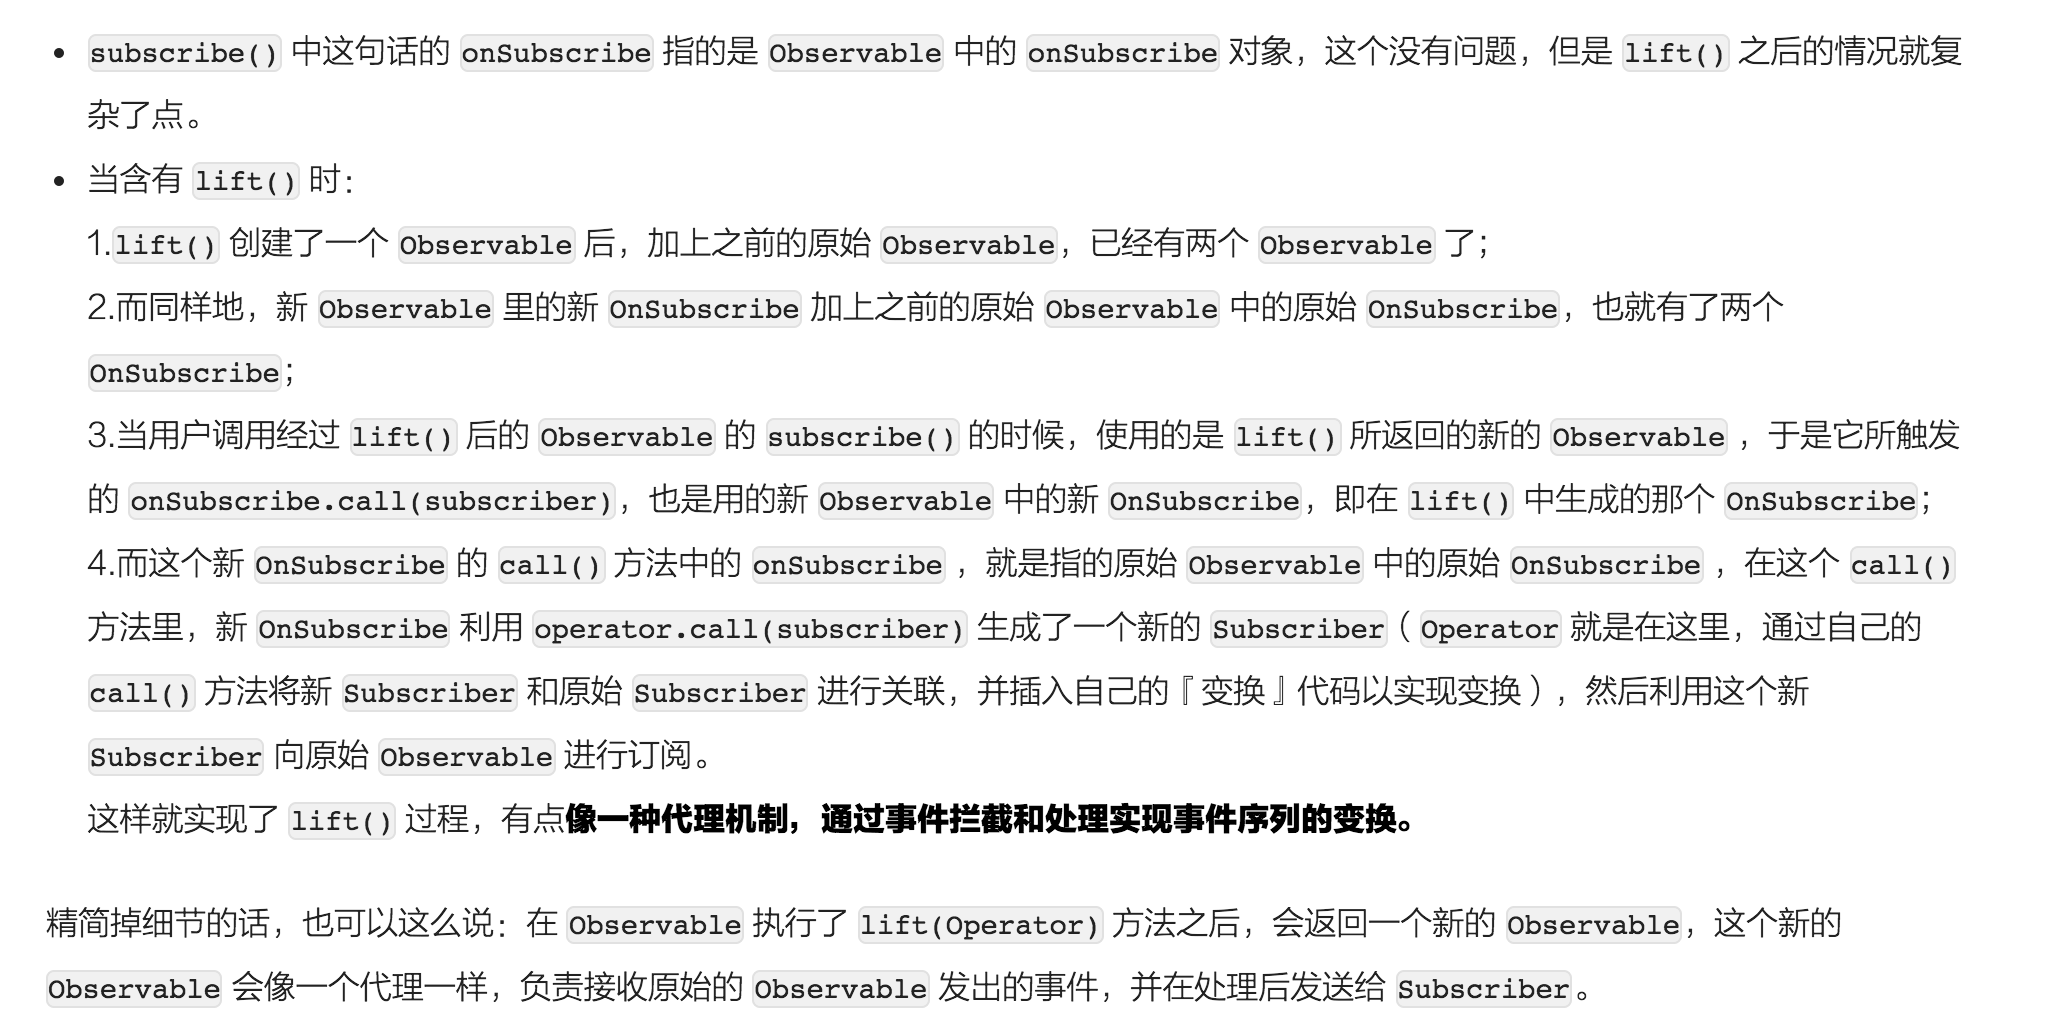 • subscribe() 中这句话的 onSubscribe 指的是 Observable 中的 onSubscribe 对象，这个没有问题，但是 lift() 之后的情况就复
杂了点。
• 当含有 lift() 时：
1.lift() 创建了一个 Observable 后，加上之前的原始 Observable，已经有两个 Observable 了；
2.而同样地，新 Observable 里的新 OnSubscribe 加上之前的原始 Observable 中的原始 OnSubscribe，也就有了两个
OnSubscribe；
3.当用户调用经过 lift() 后的 Observable 的 subscribe() 的时候，使用的是 lift() 所返回的新的 Observable ，于是它所触发
的 onSubscribe.call(subscriber)，也是用的新 Observable 中的新 OnSubscribe，即在 lift() 中生成的那个 OnSubscribe；
4.而这个新 OnSubscribe 的 call() 方法中的 onSubscribe ，就是指的原始 Observable 中的原始 OnSubscribe ，在这个 call()
方法里，新 OnSubscribe 利用 operator.call(subscriber) 生成了一个新的 Subscriber（Operator 就是在这里，通过自己的
call() 方法将新 Subscriber 和原始 Subscriber 进行关联，并插入自己的『变换』代码以实现变换），然后利用这个新
Subscriber 向原始 Observable 进行订阅。
这样就实现了 lift() 过程，有点像一种代理机制，通过事件拦截和处理实现事件序列的变换。
精简掉细节的话，也可以这么说：在 Observable 执行了 lift(Operator) 方法之后，会返回一个新的 Observable，这个新的
Observable 会像一个代理一样，负责接收原始的 Observable 发出的事件，并在处理后发送给 Subscriber。